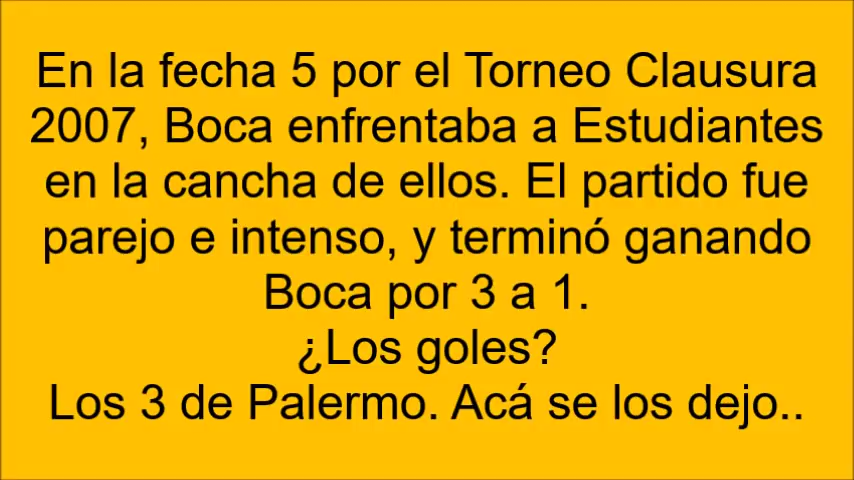 En la fecha 5 por el Torneo Clausura
2007, Boca enfrentaba a Estudiantes
en la cancha de ellos. El partido fue
parejo e intenso, y terminó ganando
Boca por 3 a 1.
¿Los goles?
Los 3 de Palermo. Acá se los dejo..